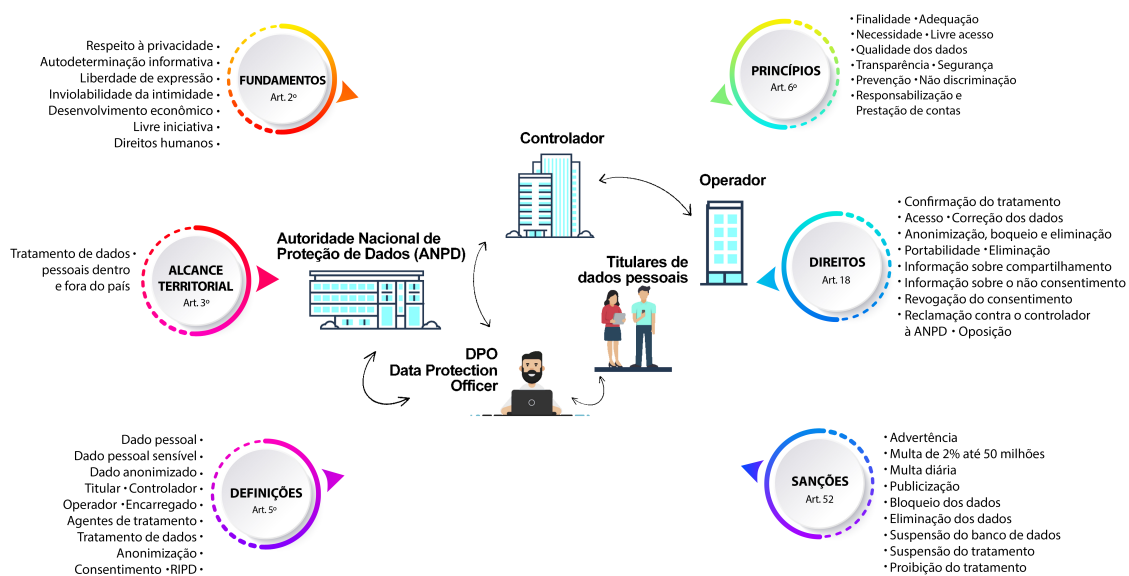 Respeito à privacidade •
Autodeterminação informativa •
Liberdade de expressão •
Inviolabilidade da intimidade •
Desenvolvimento econômico •
Livre iniciativa •
Direitos humanos •
FUNDAMENTOS
Art. 2º
PRINCÍPIOS
Art. 6º
• Finalidade • Adequação
• Necessidade • Livre acesso
• Qualidade dos dados
• Transparência • Segurança
• Prevenção • Não discriminação
• Responsabilização e
Prestação de contas
Controlador
Operador
Autoridade Nacional de
Proteção de Dados (ANPD)
Titulares de
dados pessoais
DPO
Data Protection
Officer
Tratamento de dados •
pessoais dentro
e fora do país
ALCANCE
TERRITORIAL
Art. 3º
DIREITOS
Art. 18
• Confirmação do tratamento
• Acesso • Correção dos dados
• Anonimização, boqueio e eliminação
• Portabilidade • Eliminação
• Informação sobre compartilhamento
• Informação sobre o não consentimento
• Revogação do consentimento
• Reclamação contra o controlador
à ANPD • Oposição
Dado pessoal •
Dado pessoal sensível •
Dado anonimizado •
Titular • Controlador •
Operador • Encarregado •
Agentes de tratamento •
Tratamento de dados •
Anonimização •
Consentimento • RIPD •
DEFINIÇÕES
Art. 5º
SANÇÕES
Art. 52
• Advertência
• Multa de 2% até 50 milhões
• Multa diária
• Publicização
• Bloqueio dos dados
• Eliminação dos dados
• Suspensão do banco de dados
• Suspensão do tratamento
• Proibição do tratamento